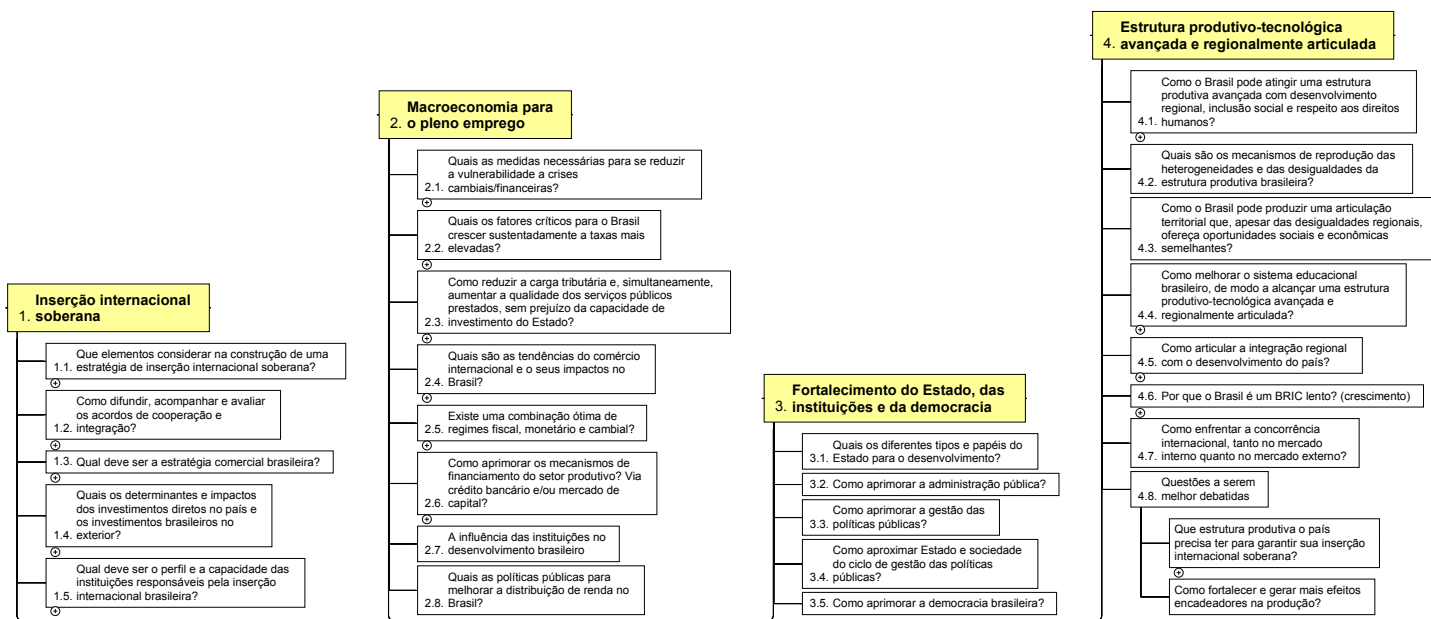 Inserção internacional
1. soberana
Que elementos considerar na construção de uma
1.1. estratégia de inserção internacional soberana?
Como difundir, acompanhar e avaliar
os acordos de cooperação e
1.2. integração?
1.3. Qual deve ser a estratégia comercial brasileira?
Quais os determinantes e impactos
dos investimentos diretos no país e
os investimentos brasileiros no
1.4. exterior?
Qual deve ser o perfil e a capacidade das
instituições responsáveis pela inserção
1.5. internacional brasileira?
Macroeconomia para
2. o pleno emprego
Quais as medidas necessárias para se reduzir
a vulnerabilidade a crises
2.1. cambiais/financeiras?
Quais os fatores críticos para o Brasil
crescer sustentadamente a taxas mais
2.2. elevadas?
Como reduzir a carga tributária e, simultaneamente,
aumentar a qualidade dos serviços públicos
prestados, sem prejuízo da capacidade de
2.3. investimento do Estado?
Quais são as tendências do comércio
internacional e o seus impactos no
2.4. Brasil?
Existe uma combinação ótima de
2.5. regimes fiscal, monetário e cambial?
Como aprimorar os mecanismos de
financiamento do setor produtivo? Via
crédito bancário e/ou mercado de
2.6. capital?
A influência das instituições no
2.7. desenvolvimento brasileiro
Quais as políticas públicas para
melhorar a distribuição de renda no
2.8. Brasil?
Fortalecimento do Estado, das
3. instituições e da democracia
Quais os diferentes tipos e papéis do
3.1. Estado para o desenvolvimento?
3.2. Como aprimorar a administração pública?
Como aprimorar a gestão das
3.3. políticas públicas?
Como aproximar Estado e sociedade
do ciclo de gestão das políticas
3.4. públicas?
3.5. Como aprimorar a democracia brasileira?
Estrutura produtivo-tecnológica
4. avançada e regionalmente articulada
Como o Brasil pode atingir uma estrutura
produtiva avançada com desenvolvimento
regional, inclusão social e respeito aos direitos
4.1. humanos?
Quais são os mecanismos de reprodução das
heterogeneidades e das desigualdades da
4.2. estrutura produtiva brasileira?
Como o Brasil pode produzir uma articulação
territorial que, apesar das desigualdades regionais,
ofereça oportunidades sociais e econômicas
4.3. semelhantes?
Como melhorar o sistema educacional
brasileiro, de modo a alcançar uma estrutura
produtivo-tecnológica avançada e
4.4. regionalmente articulada?
Como articular a integração regional
4.5. com o desenvolvimento do país?
4.6. Por que o Brasil é um BRIC lento? (crescimento)
Como enfrentar a concorrência
internacional, tanto no mercado
4.7. interno quanto no mercado externo?
Questões a serem
4.8. melhor debatidas
Que estrutura produtiva o país
precisa ter para garantir sua inserção
internacional soberana?
Como fortalecer e gerar mais efeitos
encadeadores na produção?